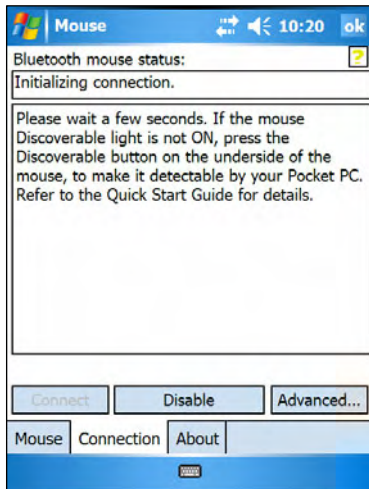 Mouse 10:20 ok
Bluetooth mouse status: ?
Initializing connection.
Please wait a few seconds. If the mouse
Discoverable light is not ON, press the
Discoverable button on the underside of the
mouse, to make it detectable by your Pocket PC.
Refer to the Quick Start Guide for details.
Connect Disable Advanced...
Mouse Connection About